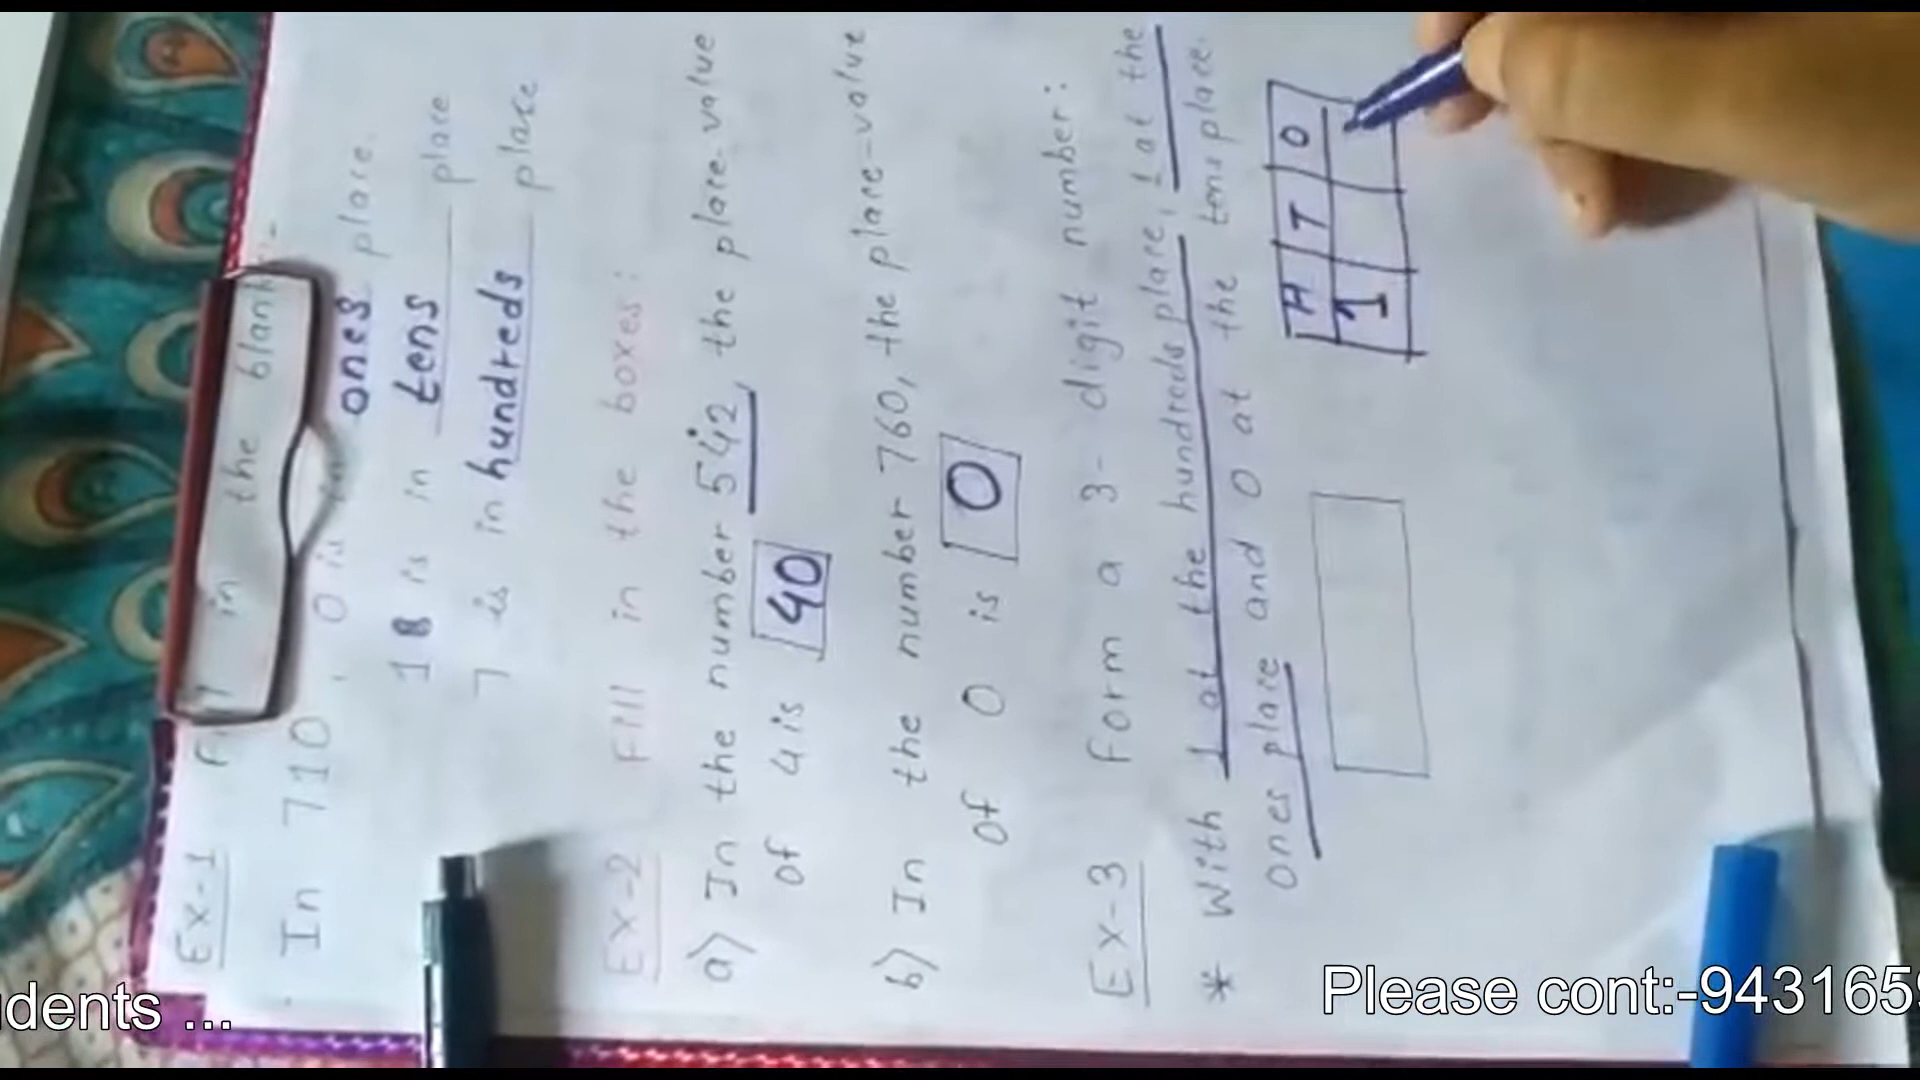 EX-1 in the blank:-
In 710, 0 is in ones place.
1 is in tens place
7 is in hundreds place
EX-2 Fill in the boxes:
a) In the number 542, the place-value
of 4 is 40
b) In the number 760, the place-value
of 0 is 0
EX-3 Form a 3-digit number:
* With 1 at the hundreds place, 1 at the
ones place and 0 at the tens place.
H T O
1
udents ...
Please cont:-9431659